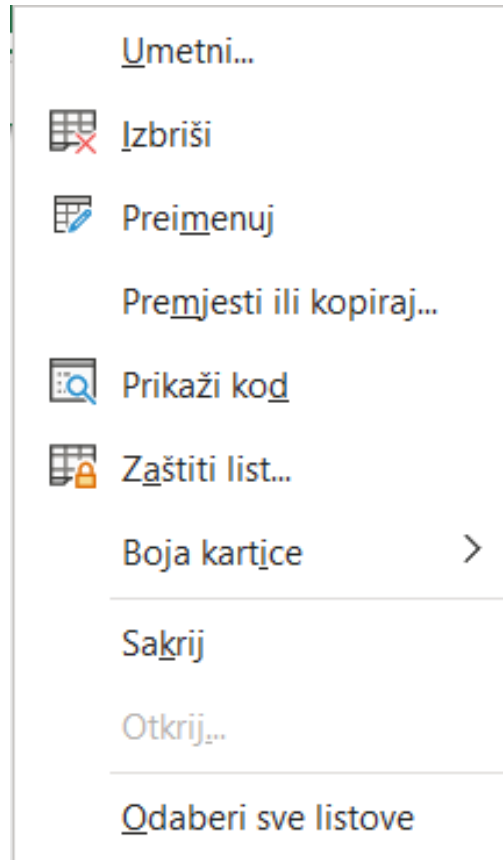 Umetni...
Izbriši
Preimenuj
Premjesti ili kopiraj...
Prikaži kod
Zaštiti list...
Boja kartice
Sakrij
Otkrij...
Odaberi sve listove